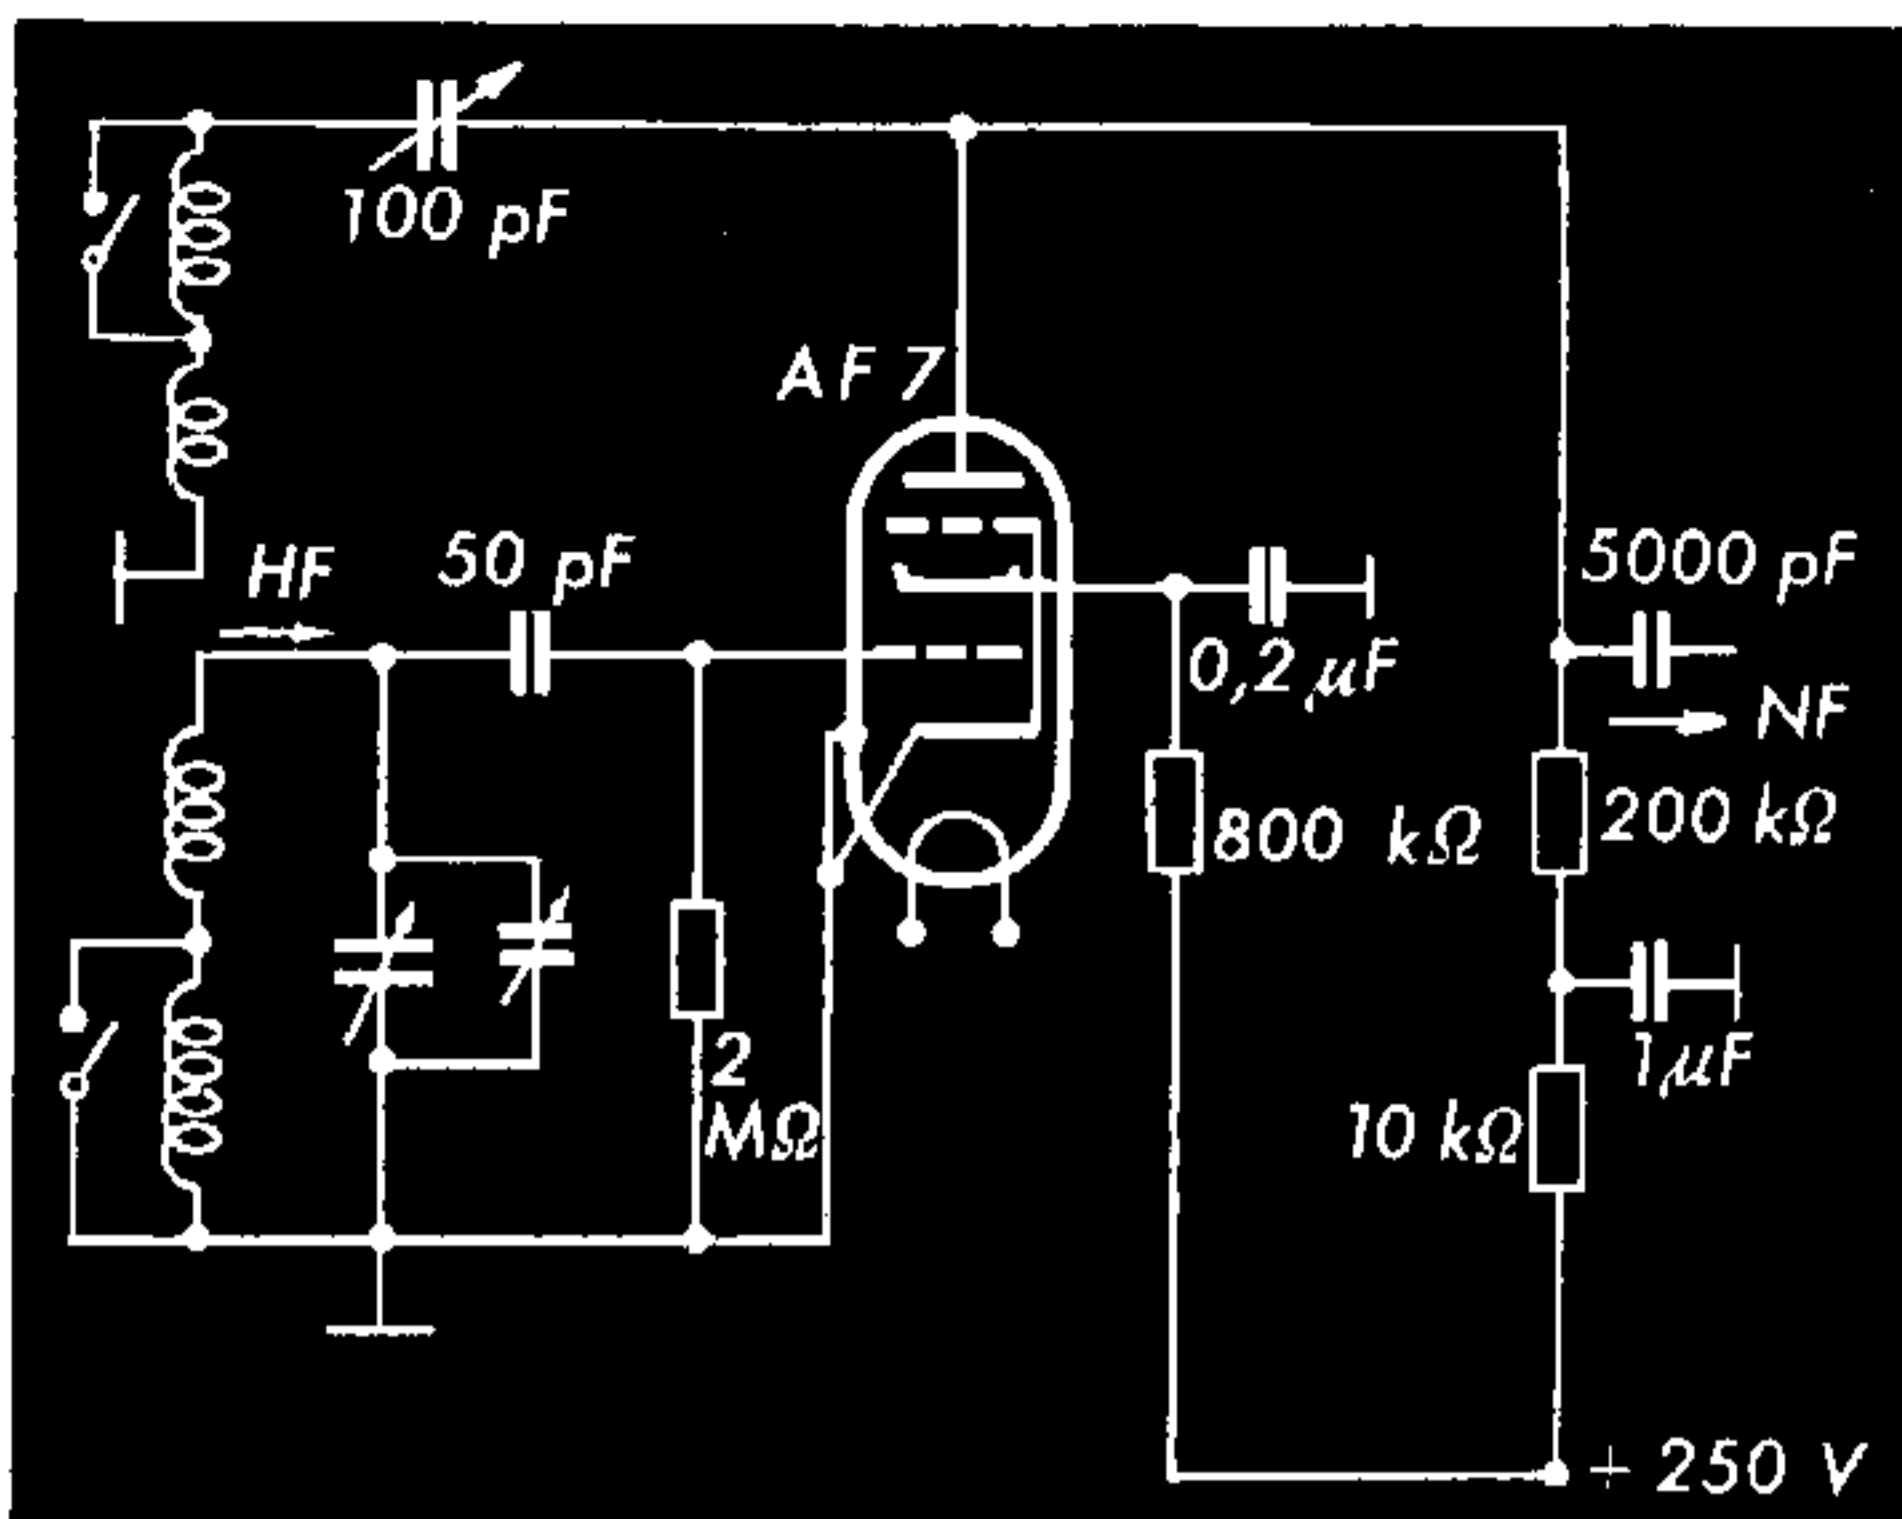 100 pF
AF 7
HF
50 pF
5000 pF
0,2 µF
NF
800 kΩ
200 kΩ
2
MΩ
1 µF
10 kΩ
+ 250 V